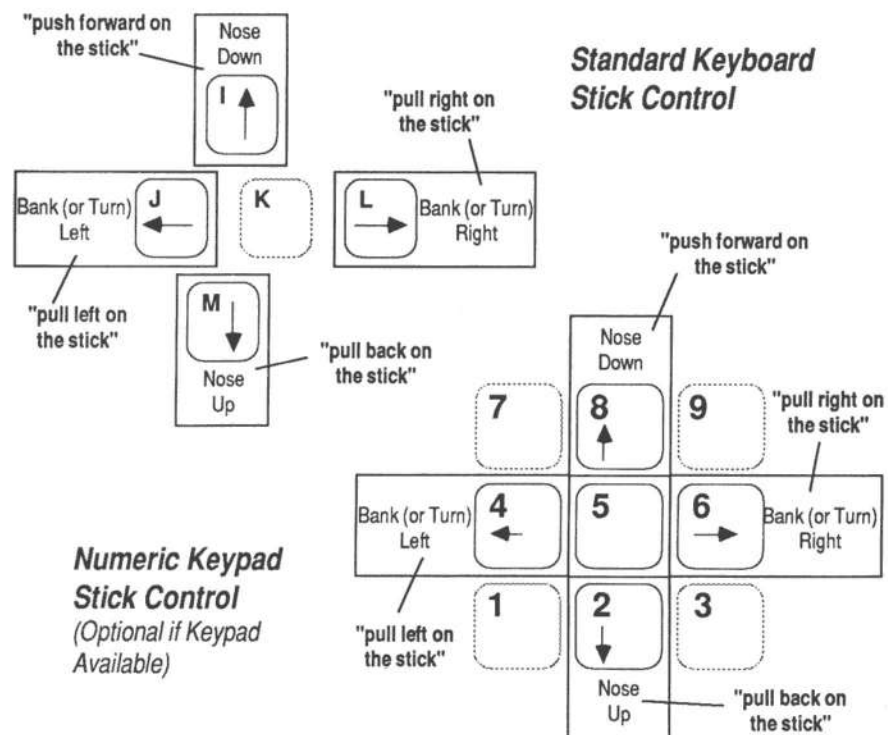 "push forward on
the stick"
Nose
Down
I
Standard Keyboard
Stick Control
"pull right on
the stick"
J
K
L
Bank (or Turn)
Left
Bank (or Turn)
Right
"pull left on
the stick"
M
Nose
Up
"pull back on
the stick"
"push forward on
the stick"
Nose
Down
7
8
9
"pull right on
the stick"
Bank (or Turn)
Left
4
5
6
Bank (or Turn)
Right
Numeric Keypad
Stick Control
(Optional if Keypad
Available)
1
2
3
"pull left on
the stick"
Nose
Up
"pull back on
the stick"